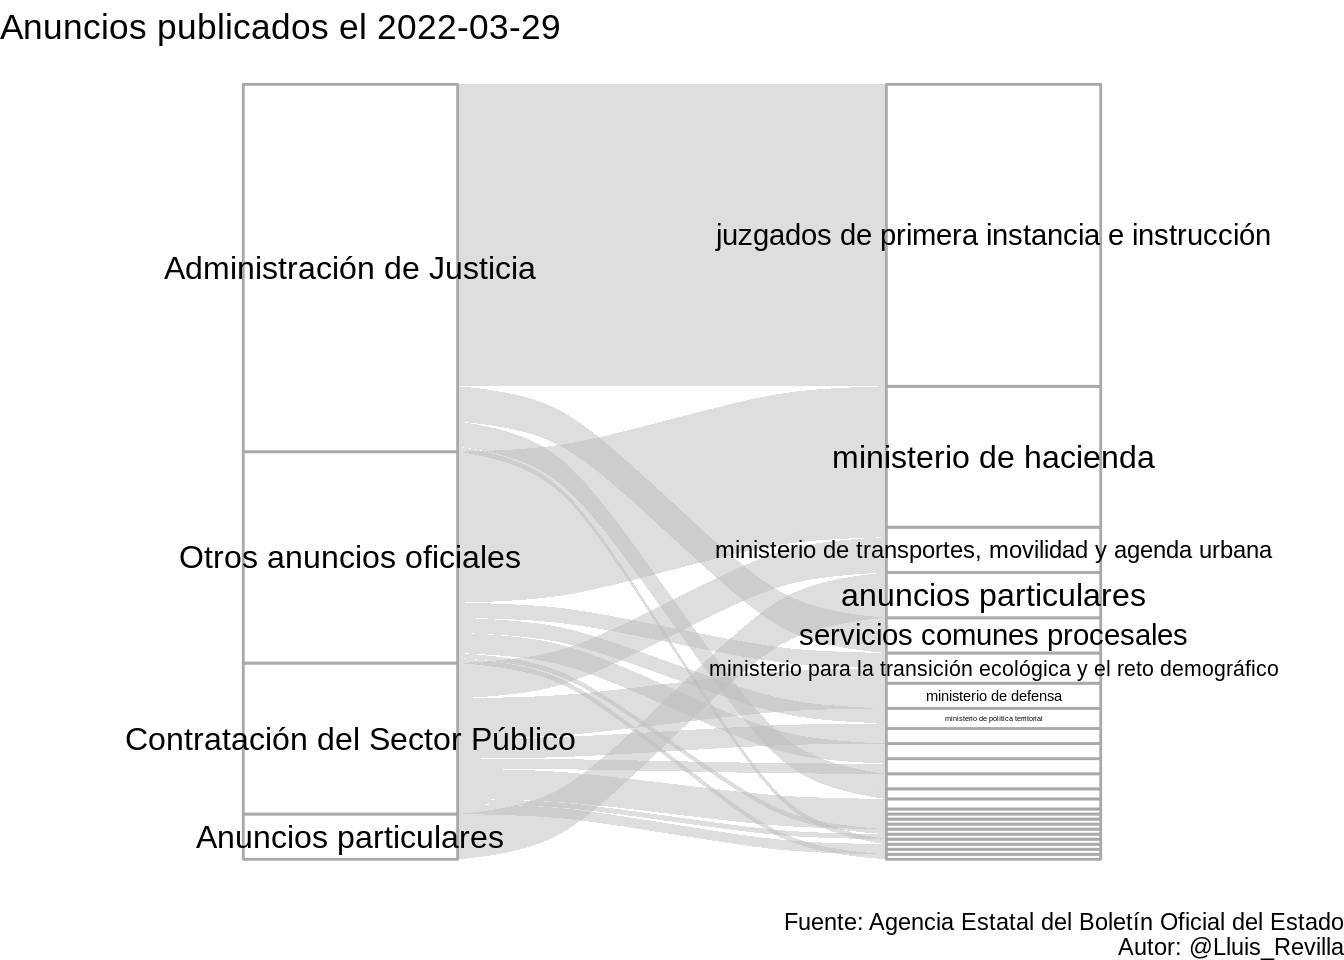 Anuncios publicados el 2022-03-29
juzgados de primera instancia e instrucción
Administración de Justicia
ministerio de hacienda
Otros anuncios oficiales
ministerio de transportes, movilidad y agenda urbana
anuncios particulares
servicios comunes procesales
ministerio para la transición ecológica y el reto demográfico
ministerio de defensa
ministerio de política territorial
Contratación del Sector Público
Anuncios particulares
Fuente: Agencia Estatal del Boletín Oficial del Estado
Autor: @Lluis_Revilla